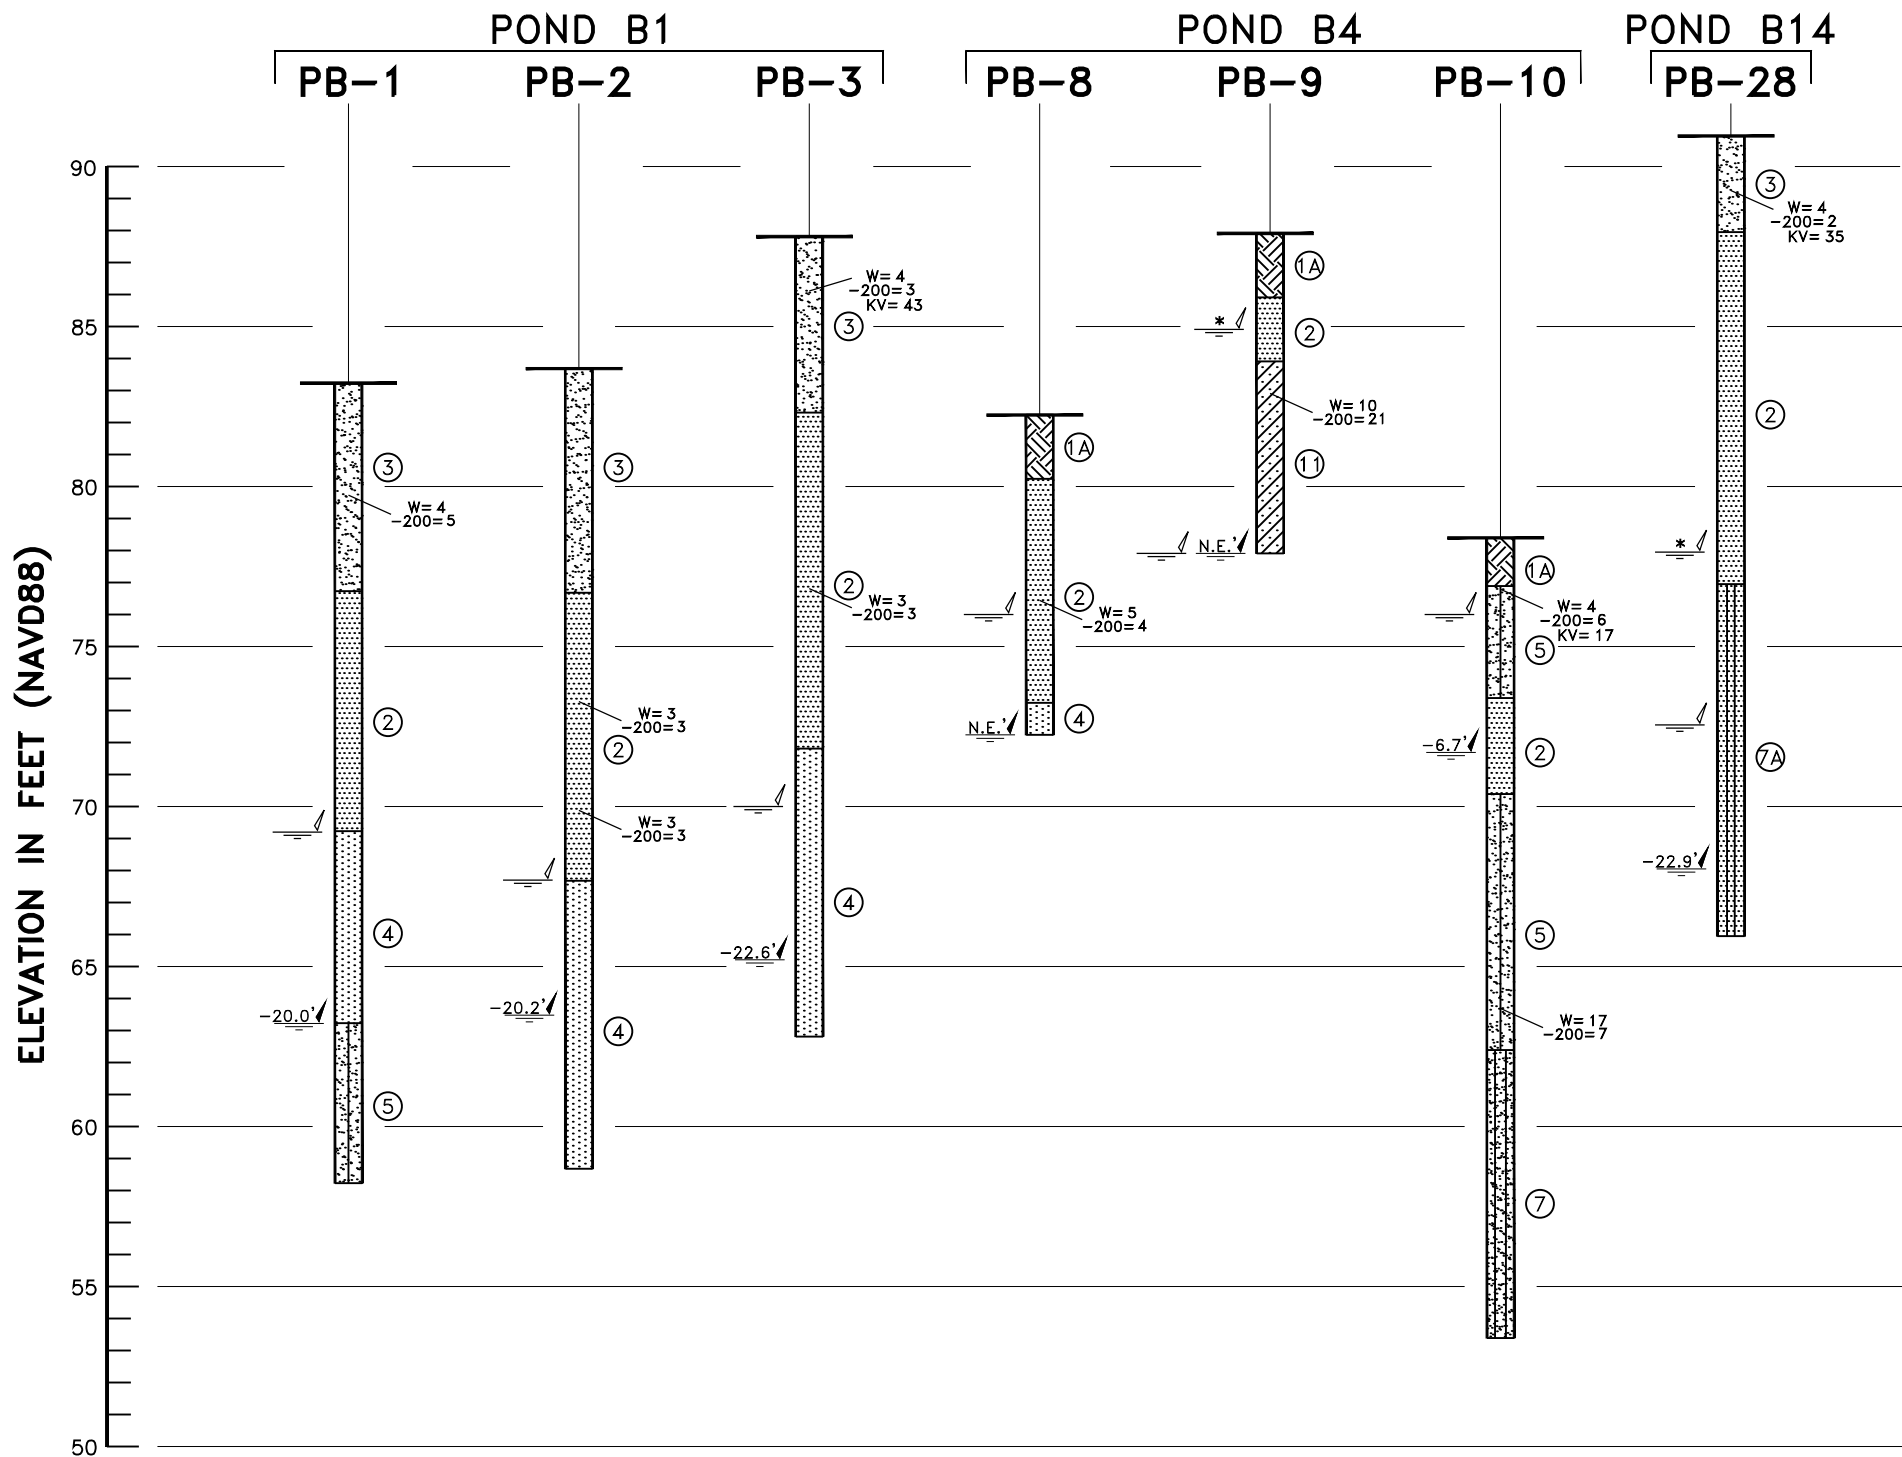 POND B1
POND B4
POND B14
PB-1
PB-2
PB-3
PB-8
PB-9
PB-10
PB-28
ELEVATION IN FEET (NAVD88)
90
85
80
75
70
65
60
55
50
3
W= 4
-200= 5
2
4
-20.0'
5
3
W= 3
-200= 3
2
W= 3
-200= 3
-20.2'
4
W= 4
-200= 3
KV= 43
3
2
W= 3
-200= 3
4
-22.6'
1A
2
W= 5
-200= 4
N.E.'
4
1A
*
2
W= 10
-200= 21
11
N.E.'
1A
W= 4
-200= 6
KV= 17
5
-6.7'
2
5
W= 17
-200= 7
7
3
W= 4
-200= 2
KV= 35
2
*
7A
-22.9'